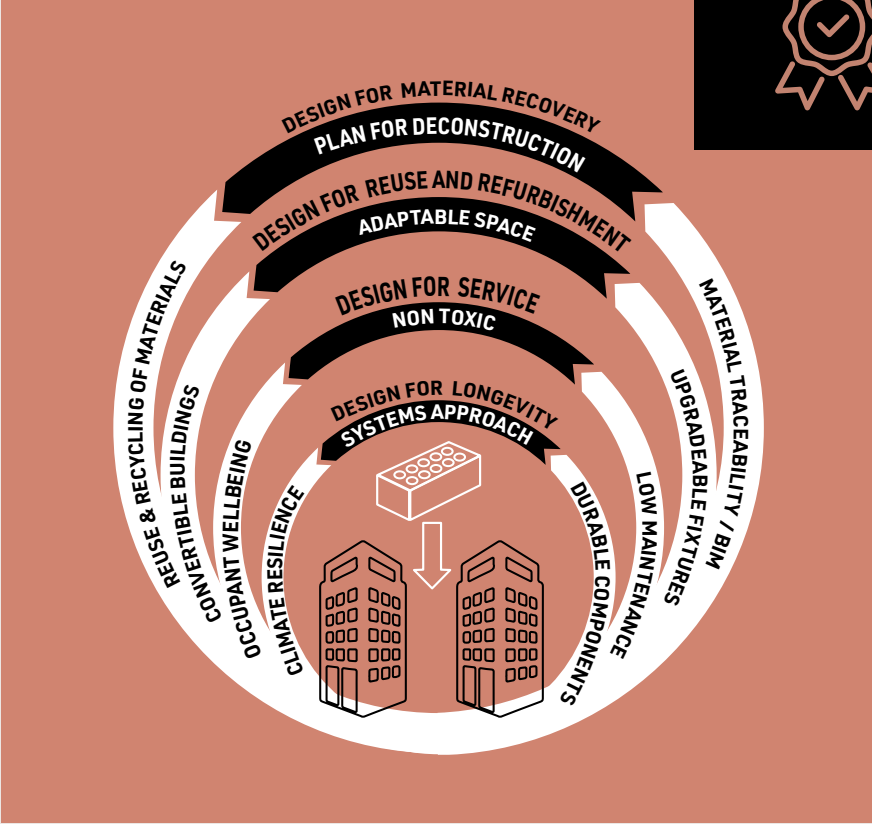 DESIGN FOR MATERIAL RECOVERY
PLAN FOR DECONSTRUCTION
DESIGN FOR REUSE AND REFURBISHMENT
ADAPTABLE SPACE
DESIGN FOR SERVICE
NON TOXIC
DESIGN FOR LONGEVITY
SYSTEMS APPROACH
REUSE & RECYCLING OF MATERIALS
CONVERTIBLE BUILDINGS
OCCUPANT WELLBEING
CLIMATE RESILIENCE
DURABLE COMPONENTS
LOW MAINTENANCE
UPGRADEABLE FIXTURES
MATERIAL TRACEABILITY / BIM